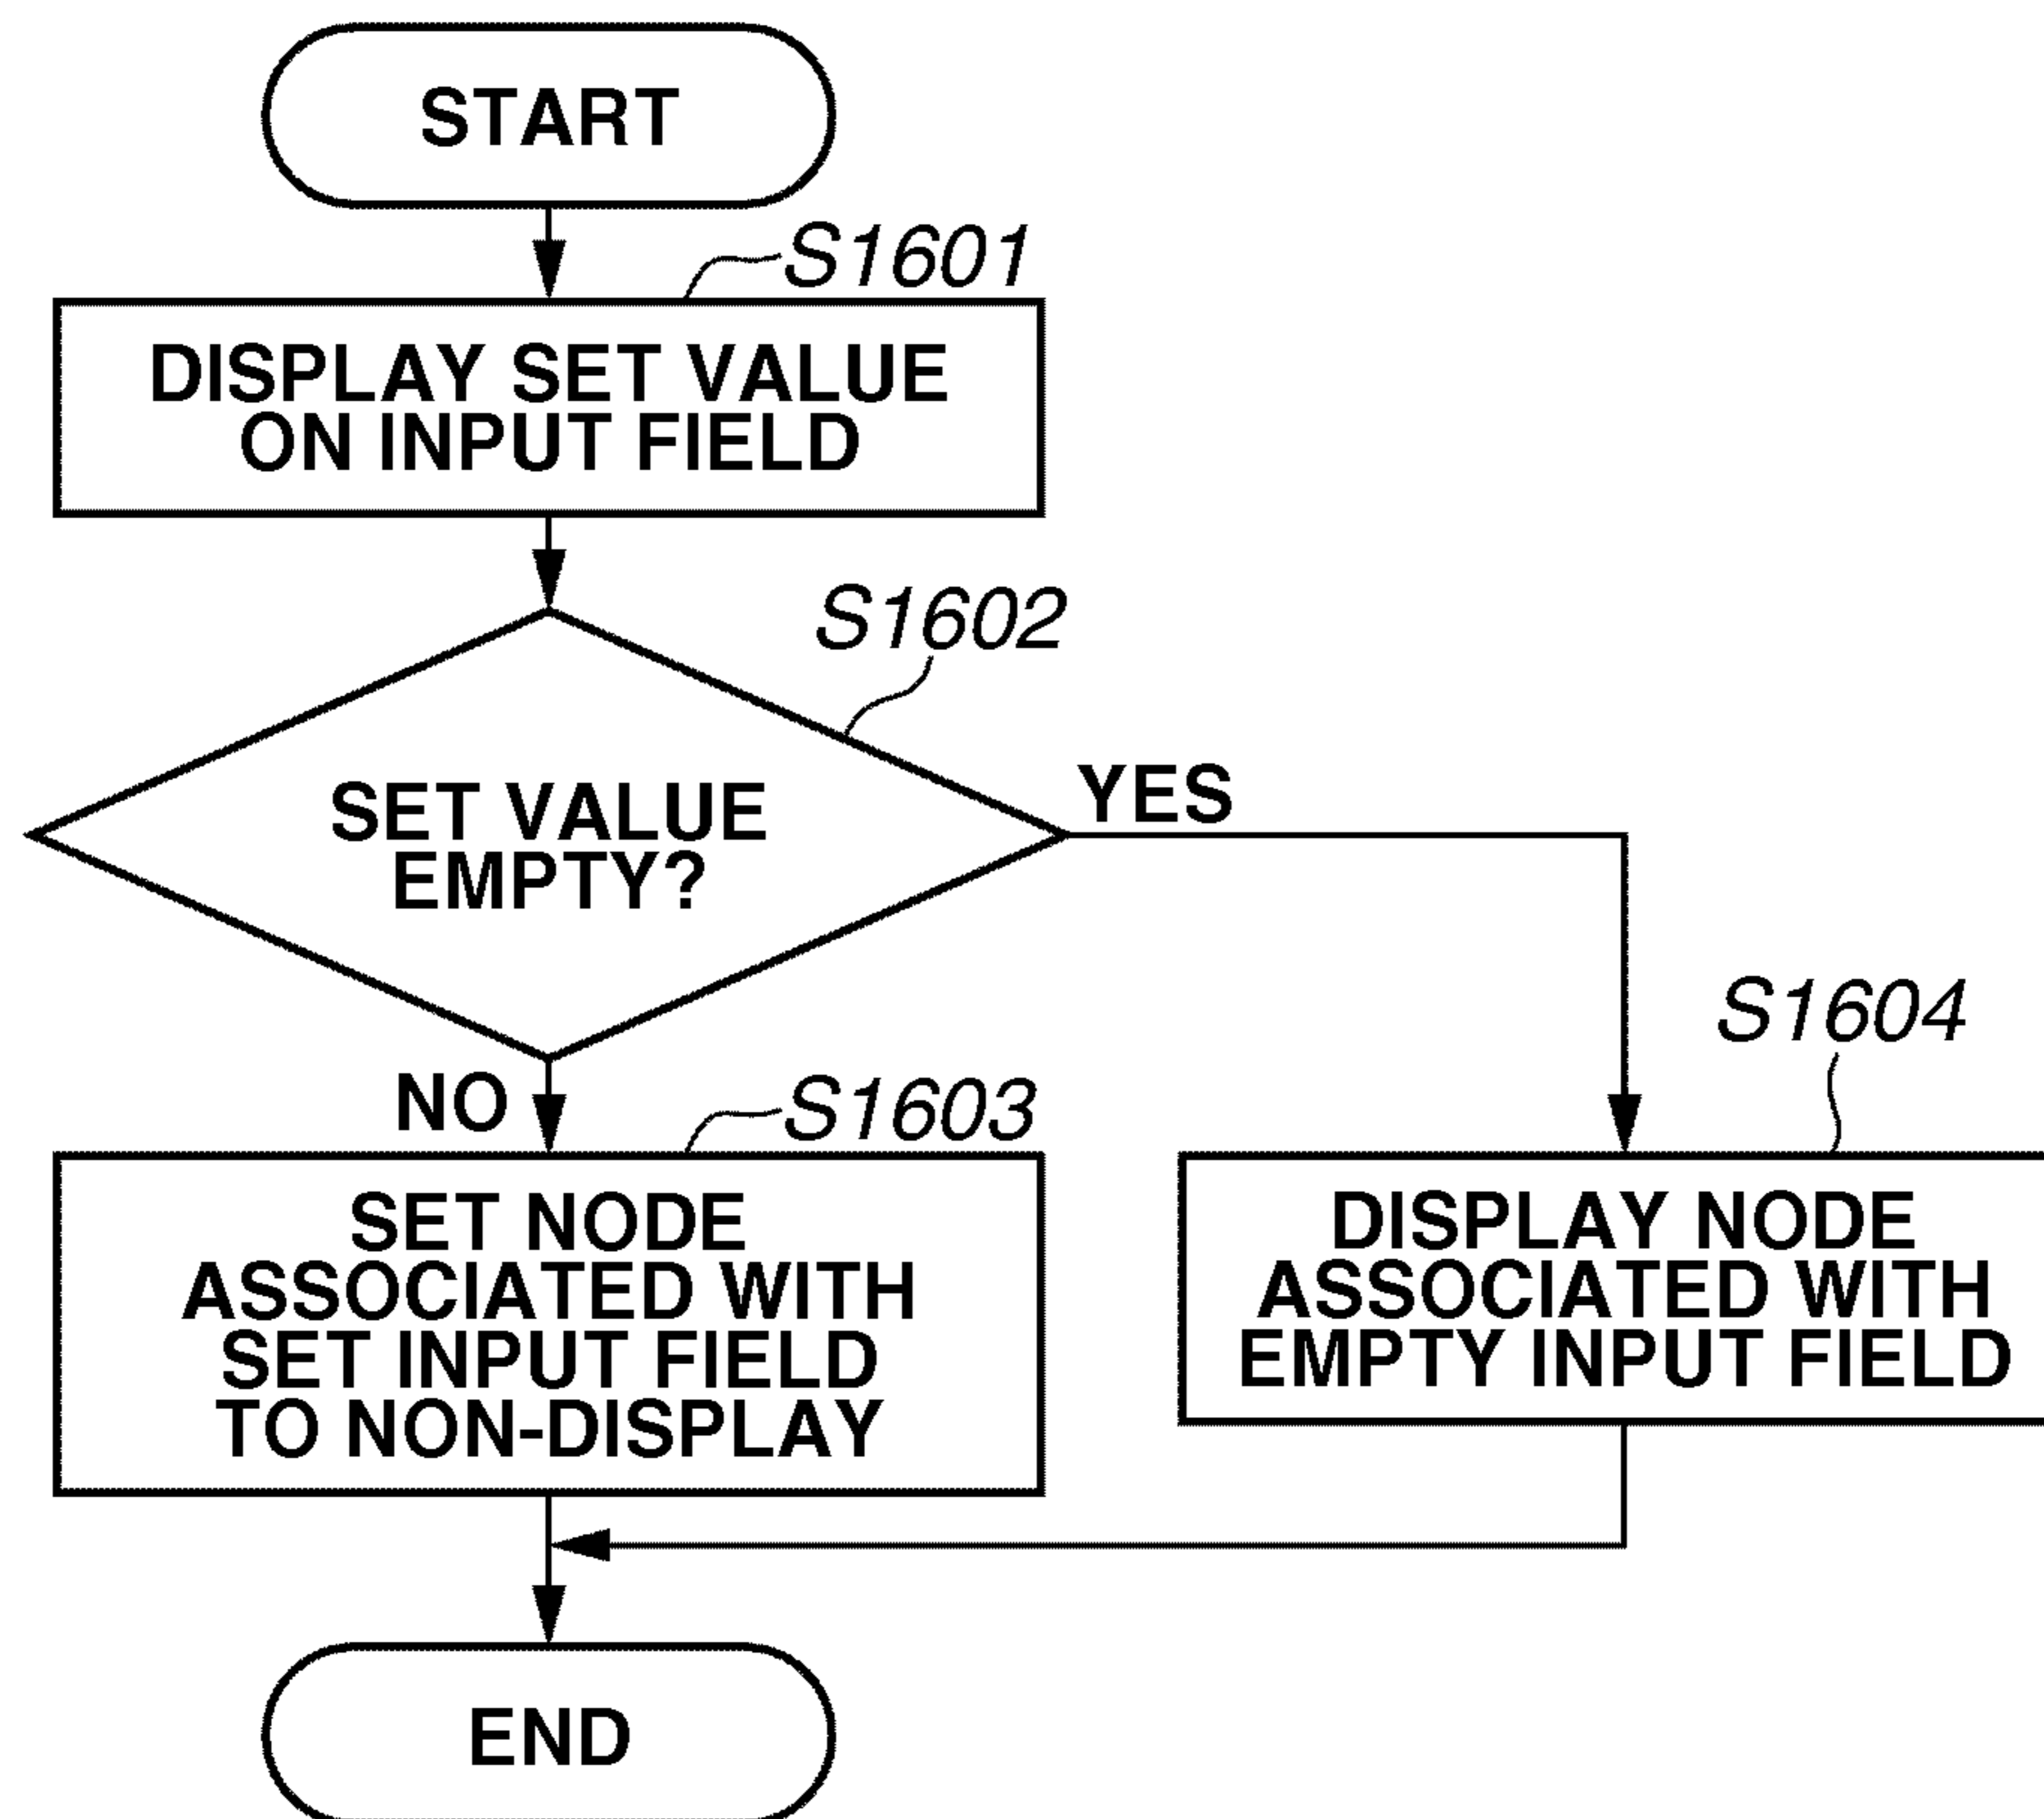 START
S1601
DISPLAY SET VALUE
ON INPUT FIELD
S1602
SET VALUE
EMPTY?
YES
NO
S1603
SET NODE
ASSOCIATED WITH
SET INPUT FIELD
TO NON-DISPLAY
S1604
DISPLAY NODE
ASSOCIATED WITH
EMPTY INPUT FIELD
END